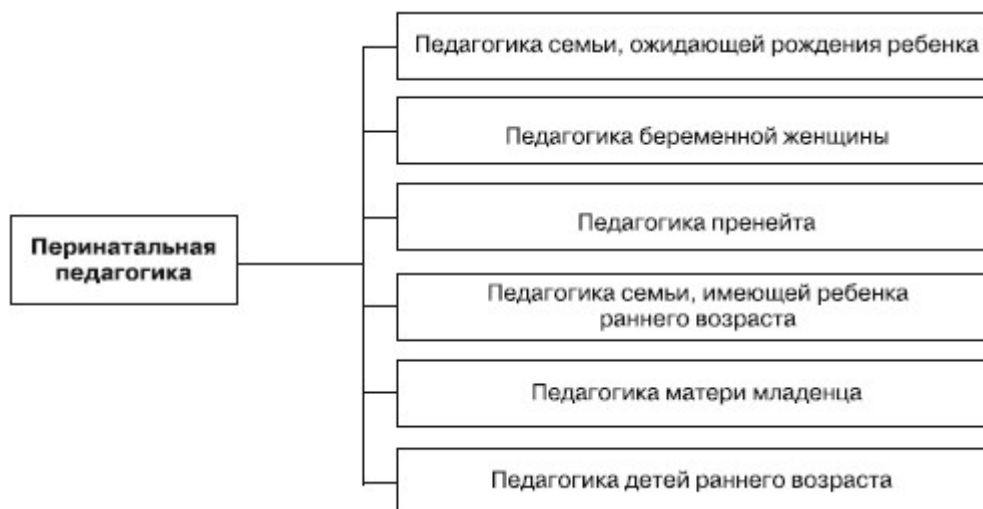 Перинатальная
педагогика
Педагогика семьи, ожидающей рождения ребенка
Педагогика беременной женщины
Педагогика пренейта
Педагогика семьи, имеющей ребенка
раннего возраста
Педагогика матери младенца
Педагогика детей раннего возраста